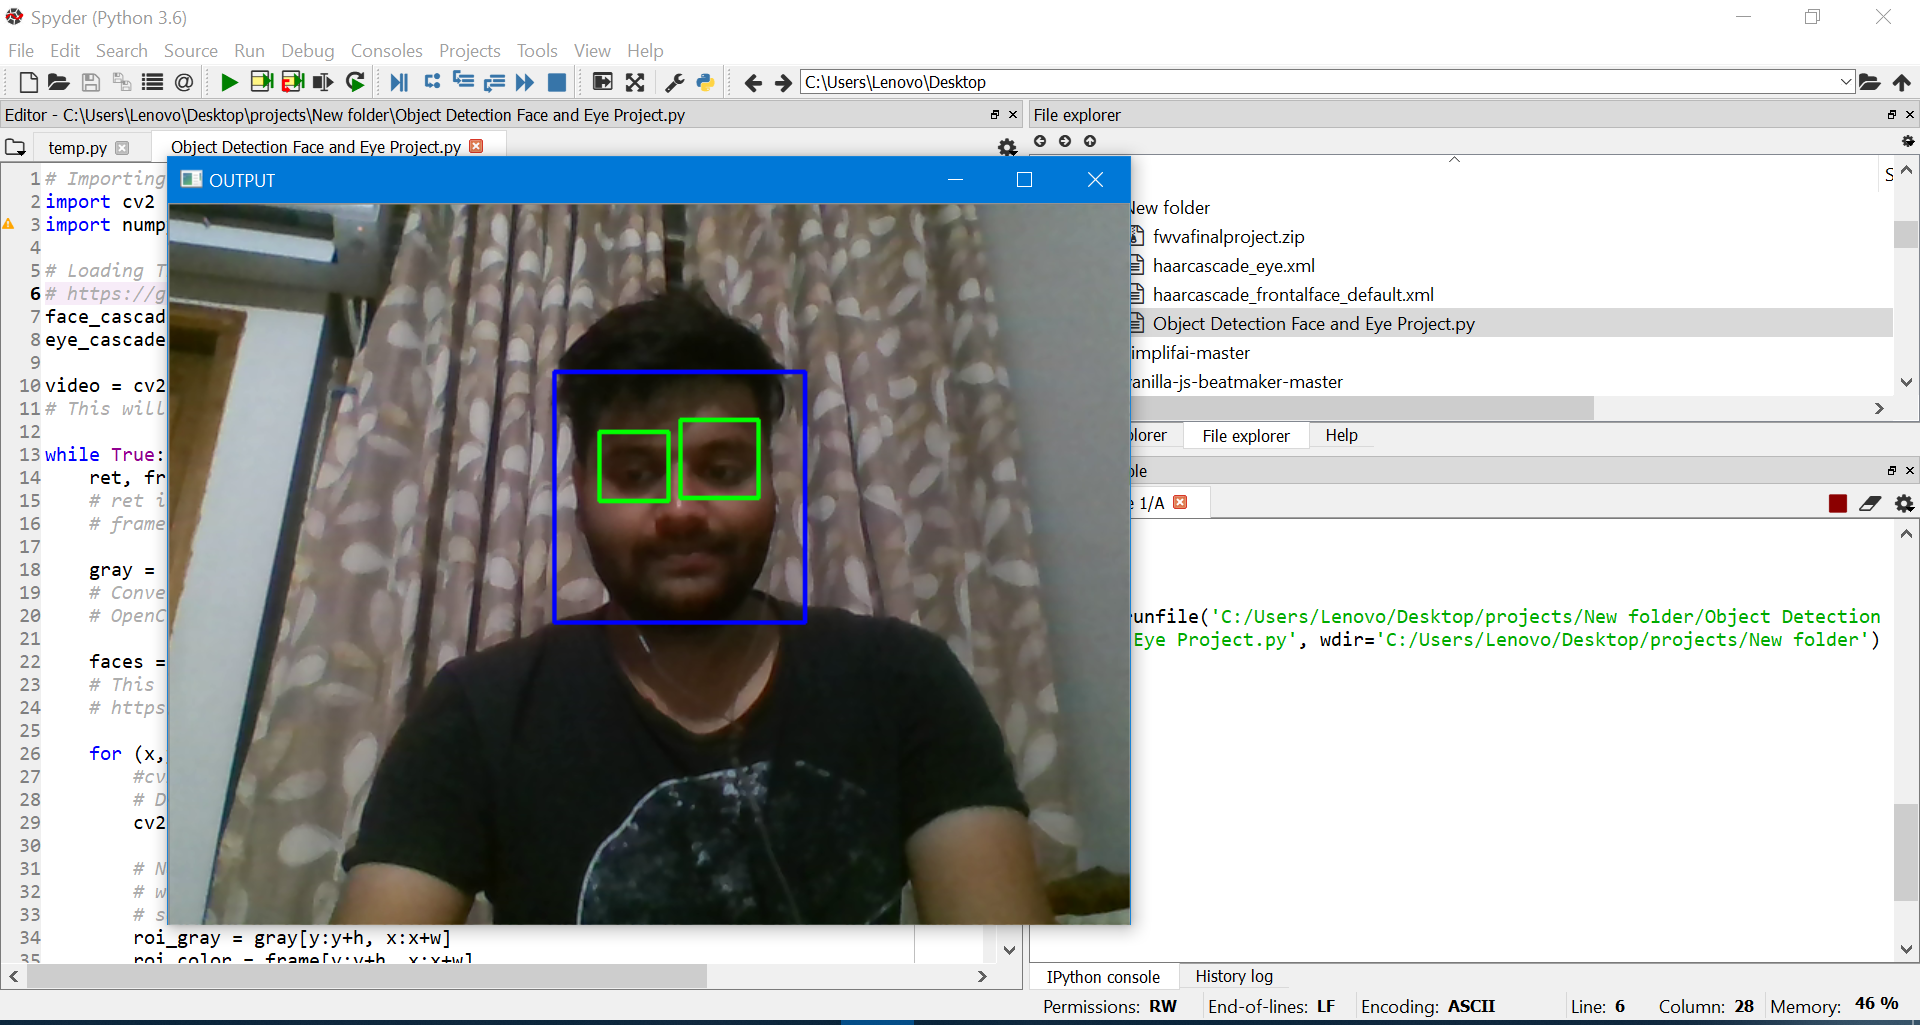 Spyder (Python 3.6)
File Edit Search Source Run Debug Consoles Projects Tools View Help
C:\Users\Lenovo\Desktop
Editor - C:\Users\Lenovo\Desktop\projects\New folder\Object Detection Face and Eye Project.py
File explorer
temp.py
Object Detection Face and Eye Project.py
OUTPUT
1 # Importing
2 import cv2
3 import nump
4
5 # Loading T
6 # https://g
7 face_cascad
8 eye_cascade
9
10 video = cv2
11 # This will
12
13 while True:
14 ret, fr
15 # ret i
16 # frame
17
18 gray =
19 # Conve
20 # OpenC
21
22 faces =
23 # This
24 # https
25
26 for (x,
27 #cv
28 # D
29 cv2
30
31 # N
32 # w
33 # s
34 roi_gray = gray[y:y+h, x:x+w]
35 roi_color = frame[y:y+h, x:x+w]
S
New folder
fwvafinalproject.zip
haarcascade_eye.xml
haarcascade_frontalface_default.xml
Object Detection Face and Eye Project.py
implifai-master
anilla-js-beatmaker-master
plorer File explorer Help
ole
e 1/A
runfile('C:/Users/Lenovo/Desktop/projects/New folder/Object Detection
Eye Project.py', wdir='C:/Users/Lenovo/Desktop/projects/New folder')
IPython console History log
Permissions: RW End-of-lines: LF Encoding: ASCII Line: 6 Column: 28 Memory: 46 %